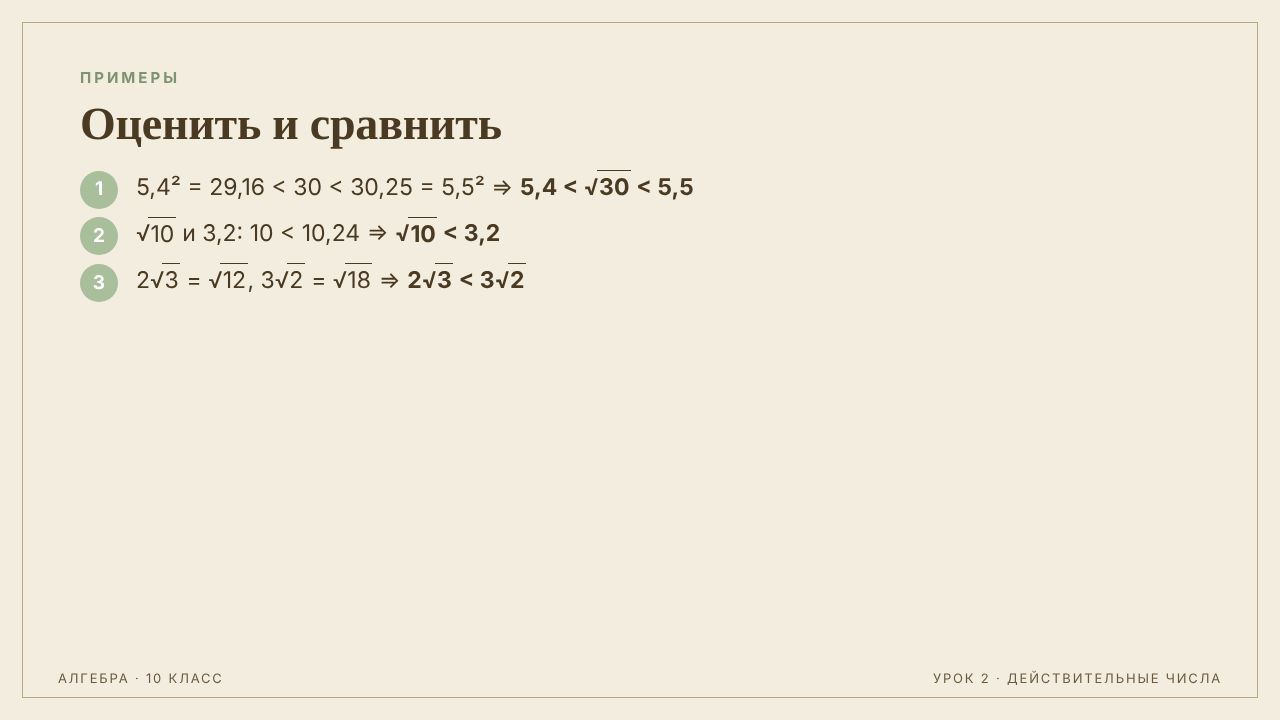 ПРИМЕРЫ
Оценить и сравнить
1 5,4² = 29,16 < 30 < 30,25 = 5,5² ⇒ 5,4 < √30 < 5,5
2 √10 и 3,2: 10 < 10,24 ⇒ √10 < 3,2
3 2√3 = √12, 3√2 = √18 ⇒ 2√3 < 3√2
АЛГЕБРА · 10 КЛАСС
УРОК 2 · ДЕЙСТВИТЕЛЬНЫЕ ЧИСЛА